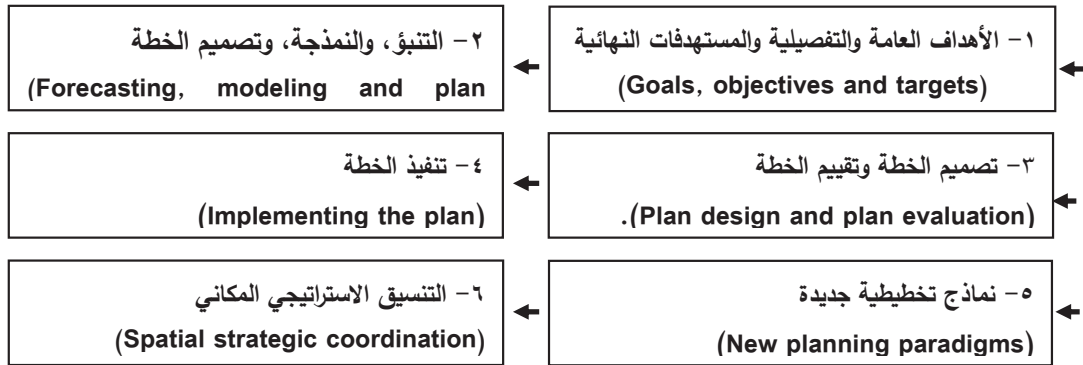 ١- الأهداف العامة والتفصيلية والمستهدفات النهائية
(Goals, objectives and targets)
٢- التنبؤ، والنمذجة، وتصميم الخطة
(Forecasting, modeling and plan
٣- تصميم الخطة وتقييم الخطة
(Plan design and plan evaluation).
٤- تنفيذ الخطة
(Implementing the plan)
٥- نماذج تخطيطية جديدة
(New planning paradigms)
٦- التنسيق الاستراتيجي المكاني
(Spatial strategic coordination)